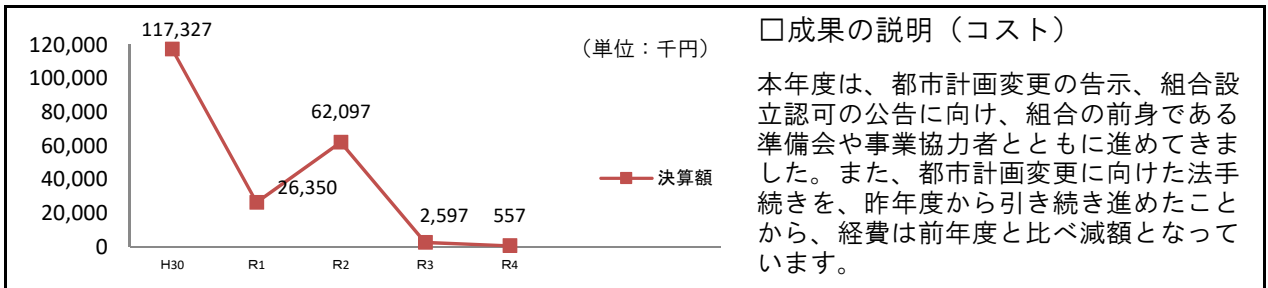 117,327
120,000
（単位：千円）
100,000
80,000
62,097
60,000
40,000
26,350
決算額
20,000
2,597
557
0
H30
R1
R2
R3
R4
□成果の説明（コスト）
本年度は、都市計画変更の告示、組合設
立認可の公告に向け、組合の前身である
準備会や事業協力者とともに進めてきま
した。また、都市計画変更に向けた法手
続きを、昨年度から引き続き進めたこと
から、経費は前年度と比べ減額となって
います。